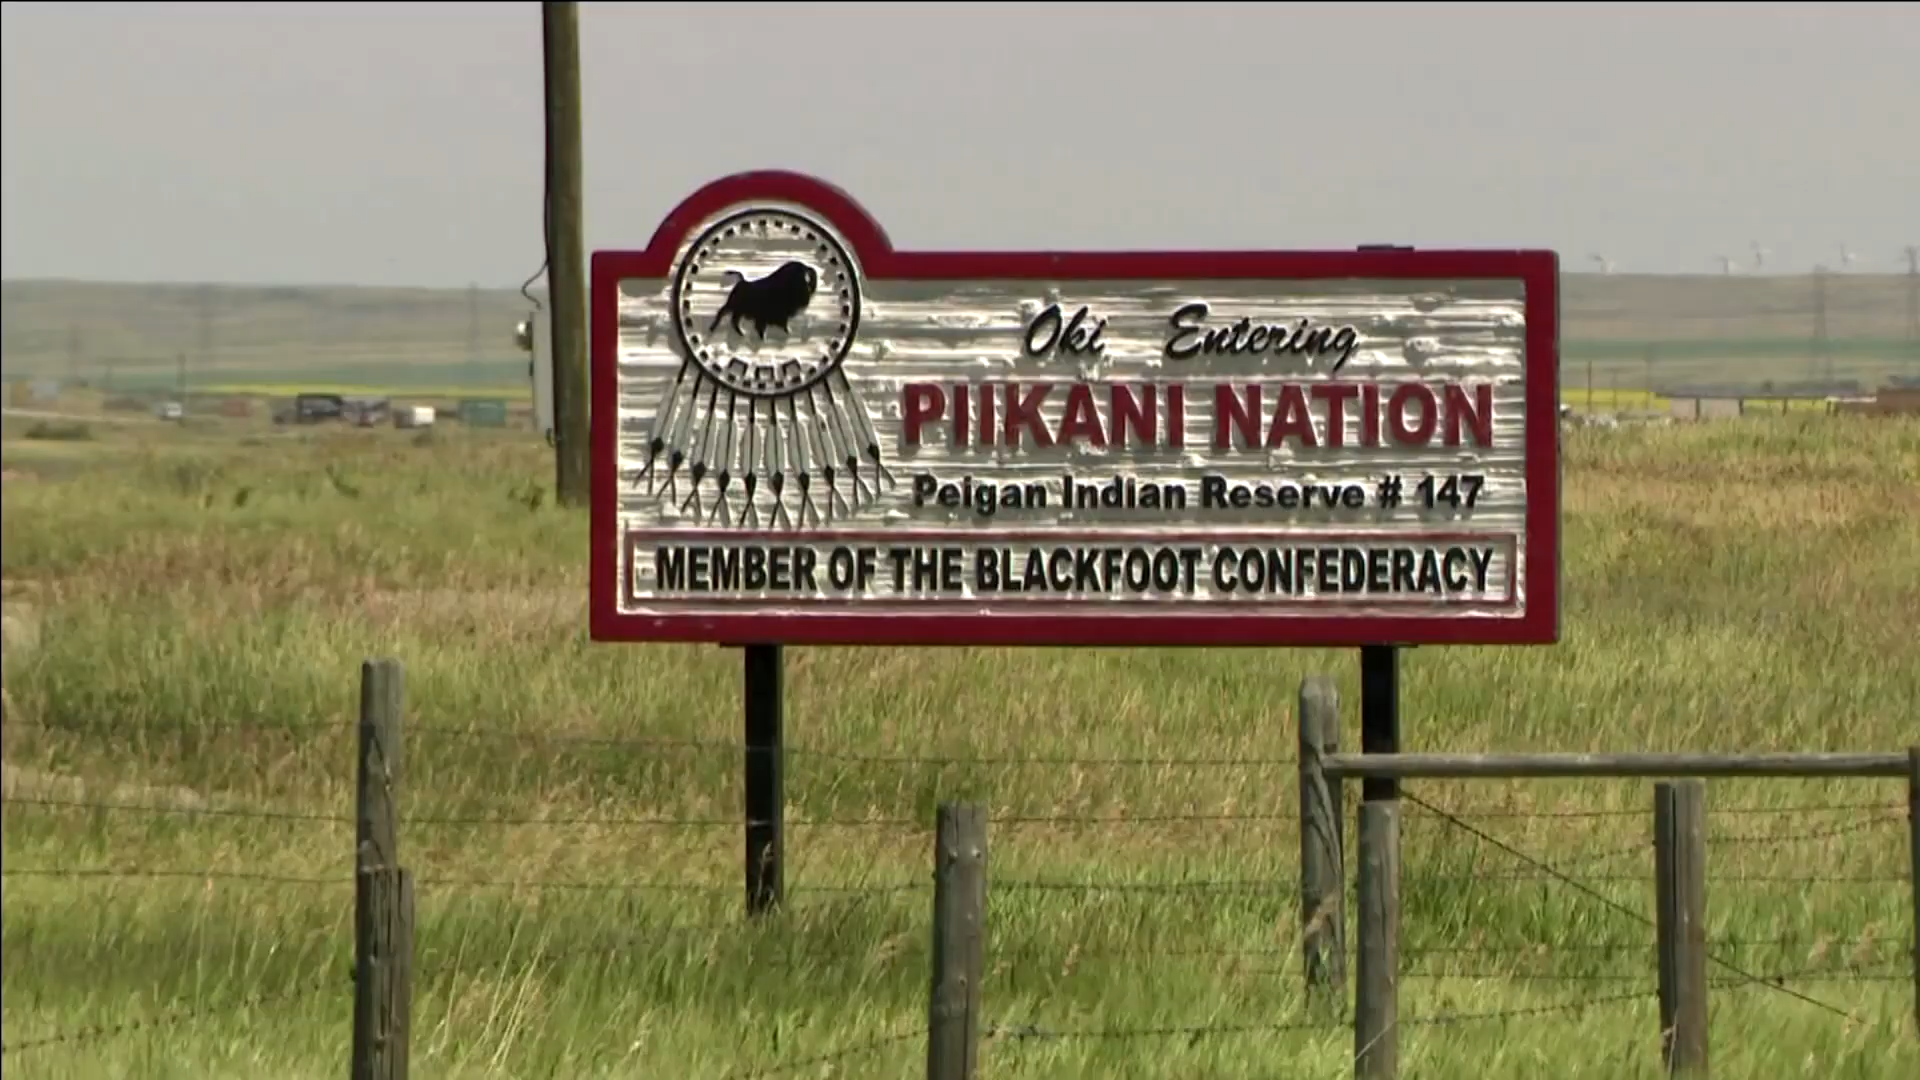 Oki Entering
PIIKANI NATION
Peigan Indian Reserve # 147
MEMBER OF THE BLACKFOOT CONFEDERACY